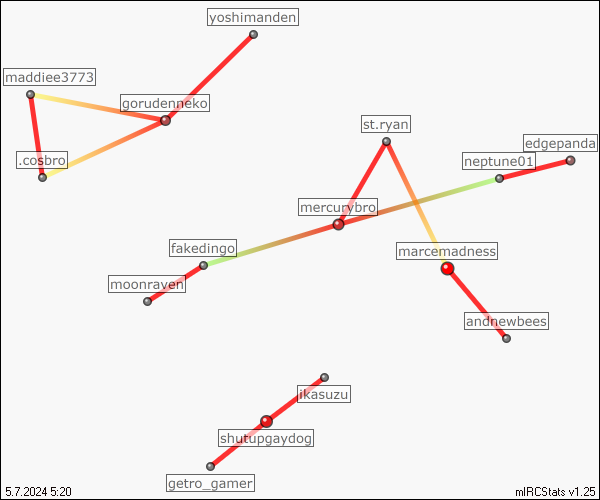 yoshimanden
maddiee3773
gorudenneko
st.ryan
edgepanda
.cosbro
neptune01
mercurybro
fakedingo
marcemadness
moonraven
andnewbees
ikasuzu
shutupgaydog
getro_gamer
5.7.2024 5:20
mIRCStats v1.25